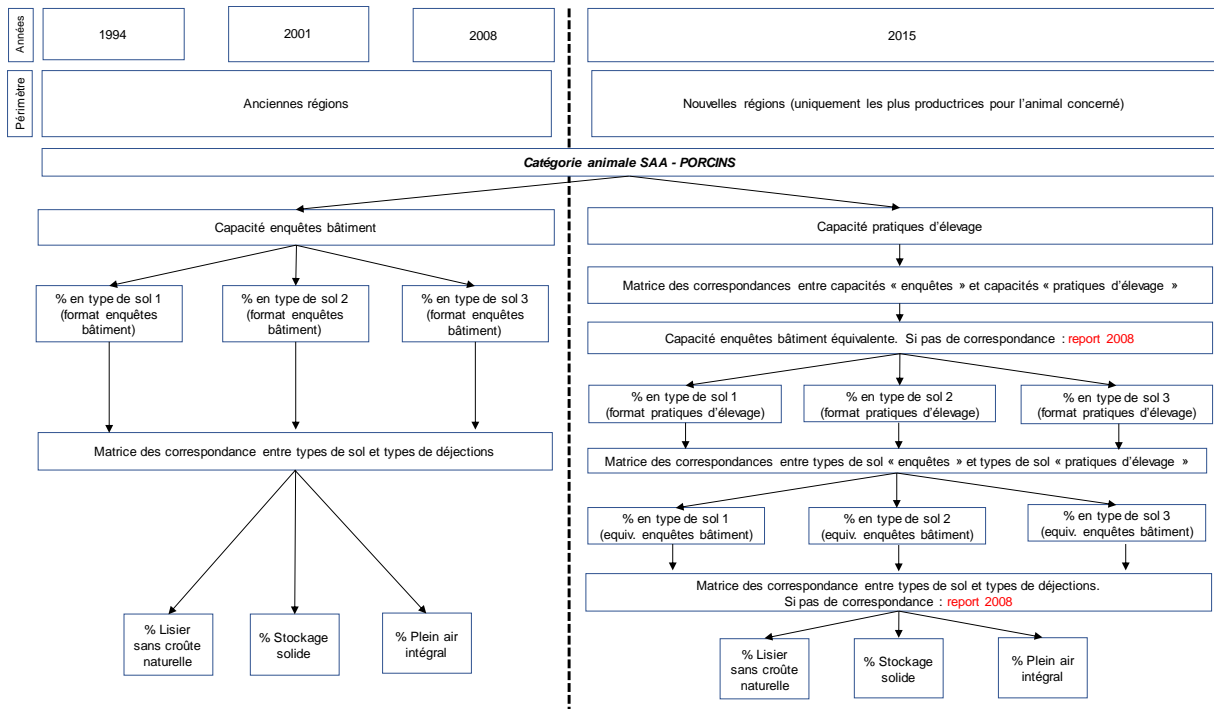 Années
1994
2001
2008
2015
Périmètre
Anciennes régions
Nouvelles régions (uniquement les plus productrices pour l'animal concerné)
Catégorie animale SAA - PORCINS
Capacité enquêtes bâtiment
% en type de sol 1
(format enquêtes
bâtiment)
% en type de sol 2
(format enquêtes
bâtiment)
% en type de sol 3
(format enquêtes
bâtiment)
Matrice des correspondance entre types de sol et types de déjections
% Lisier
sans croûte
naturelle
% Stockage
solide
% Plein air
intégral
Capacité pratiques d'élevage
Matrice des correspondances entre capacités « enquêtes » et capacités « pratiques d'élevage »
Capacité enquêtes bâtiment équivalente. Si pas de correspondance : report 2008
% en type de sol 1
(format pratiques d'élevage)
% en type de sol 2
(format pratiques d'élevage)
% en type de sol 3
(format pratiques d'élevage)
Matrice des correspondances entre types de sol « enquêtes » et types de sol « pratiques d'élevage »
% en type de sol 1
(equiv. enquêtes bâtiment)
% en type de sol 2
(equiv. enquêtes bâtiment)
% en type de sol 3
(equiv. enquêtes bâtiment)
Matrice des correspondance entre types de sol et types de déjections.
Si pas de correspondance : report 2008
% Lisier
sans croûte
naturelle
% Stockage
solide
% Plein air
intégral